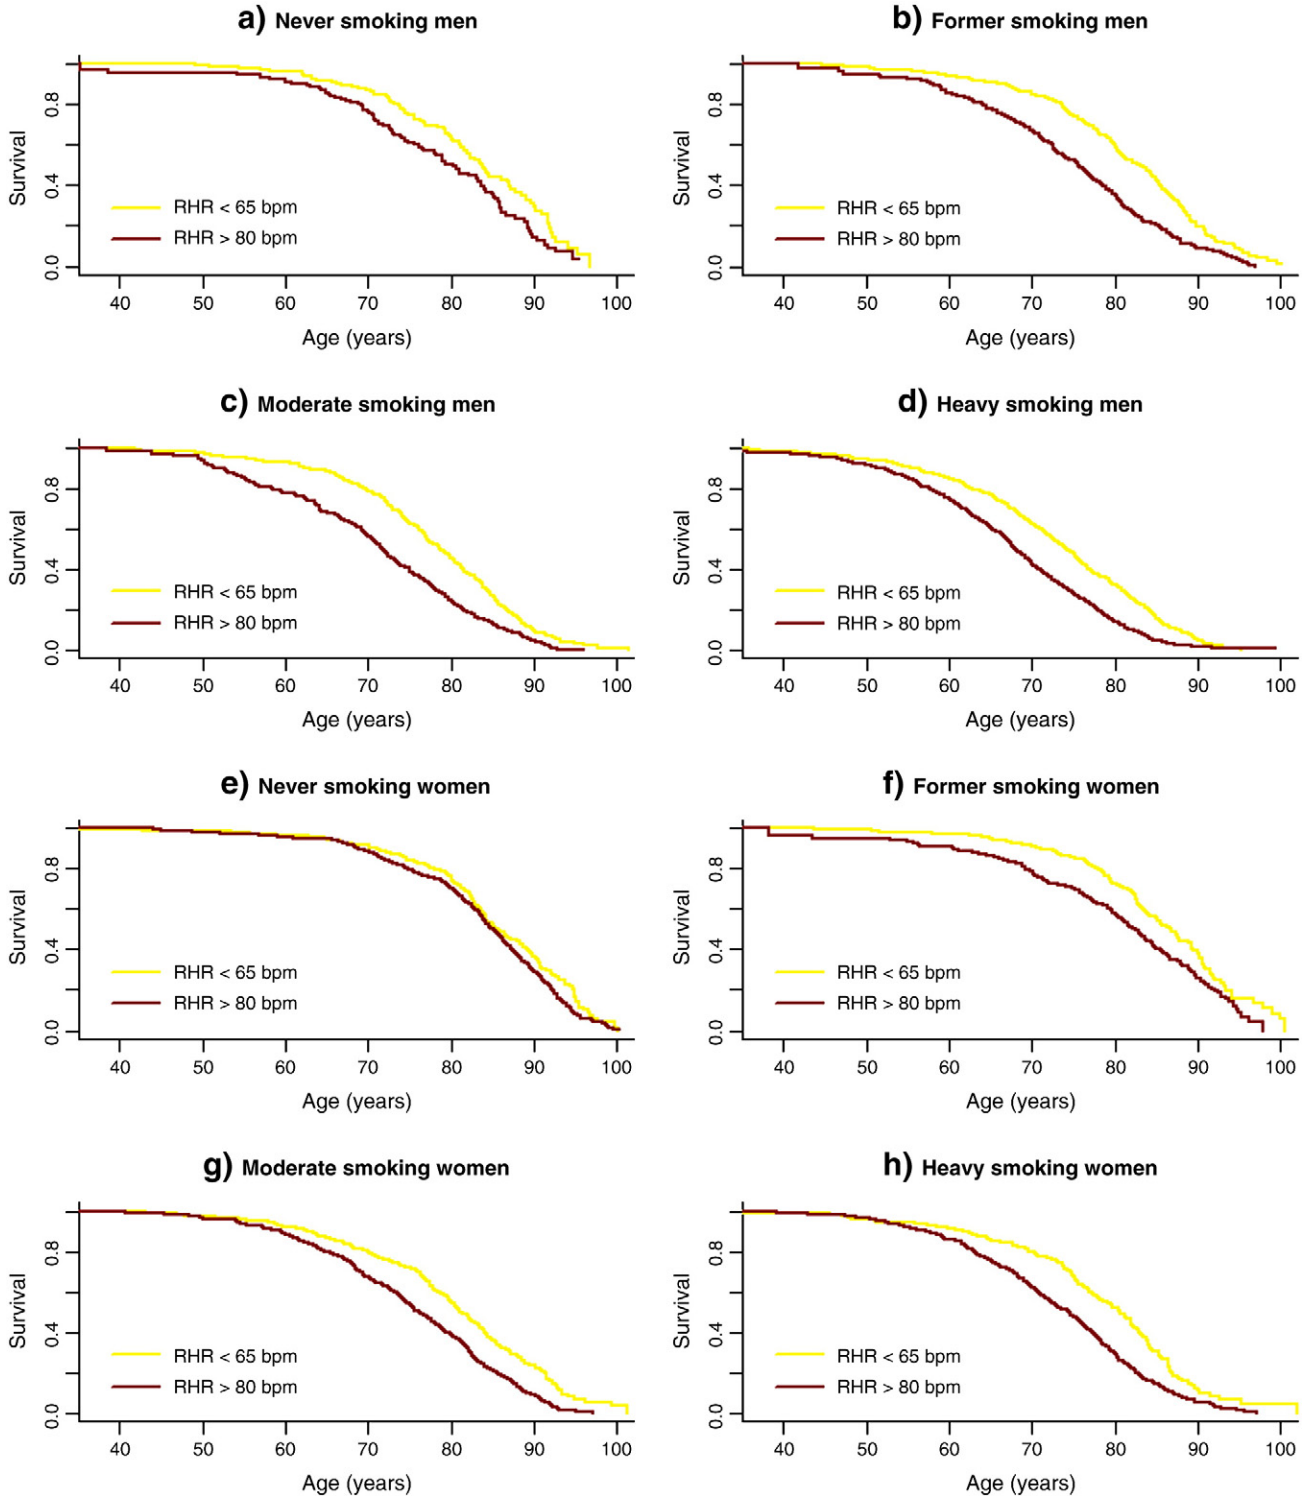 a) Never smoking men
Survival
0.8
0.4
0.0
RHR < 65 bpm
RHR > 80 bpm
40 50 60 70 80 90 100
Age (years)
b) Former smoking men
Survival
0.8
0.4
0.0
RHR < 65 bpm
RHR > 80 bpm
40 50 60 70 80 90 100
Age (years)
c) Moderate smoking men
Survival
0.8
0.4
0.0
RHR < 65 bpm
RHR > 80 bpm
40 50 60 70 80 90 100
Age (years)
d) Heavy smoking men
Survival
0.8
0.4
0.0
RHR < 65 bpm
RHR > 80 bpm
40 50 60 70 80 90 100
Age (years)
e) Never smoking women
Survival
0.8
0.4
0.0
RHR < 65 bpm
RHR > 80 bpm
40 50 60 70 80 90 100
Age (years)
f) Former smoking women
Survival
0.8
0.4
0.0
RHR < 65 bpm
RHR > 80 bpm
40 50 60 70 80 90 100
Age (years)
g) Moderate smoking women
Survival
0.8
0.4
0.0
RHR < 65 bpm
RHR > 80 bpm
40 50 60 70 80 90 100
Age (years)
h) Heavy smoking women
Survival
0.8
0.4
0.0
RHR < 65 bpm
RHR > 80 bpm
40 50 60 70 80 90 100
Age (years)